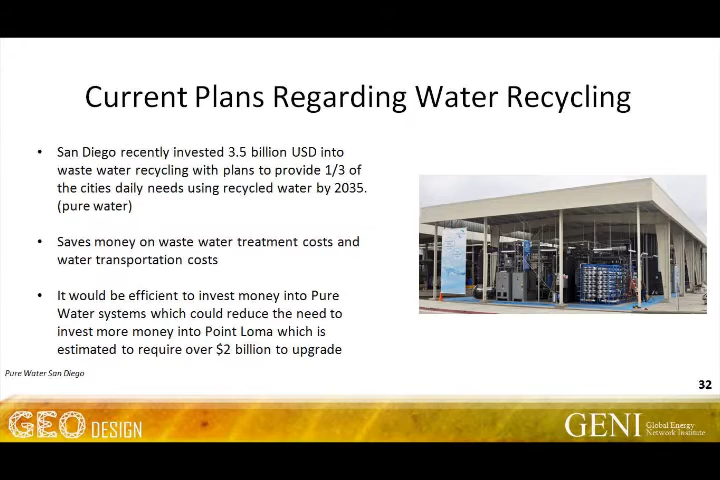 Current Plans Regarding Water Recycling
• San Diego recently invested 3.5 billion USD into
waste water recycling with plans to provide 1/3 of
the cities daily needs using recycled water by 2035.
(pure water)
• Saves money on waste water treatment costs and
water transportation costs
• It would be efficient to invest money into Pure
Water systems which could reduce the need to
invest more money into Point Loma which is
estimated to require over $2 billion to upgrade
Pure Water San Diego
32
GEO DESIGN
GENI Global Energy
Network Institute